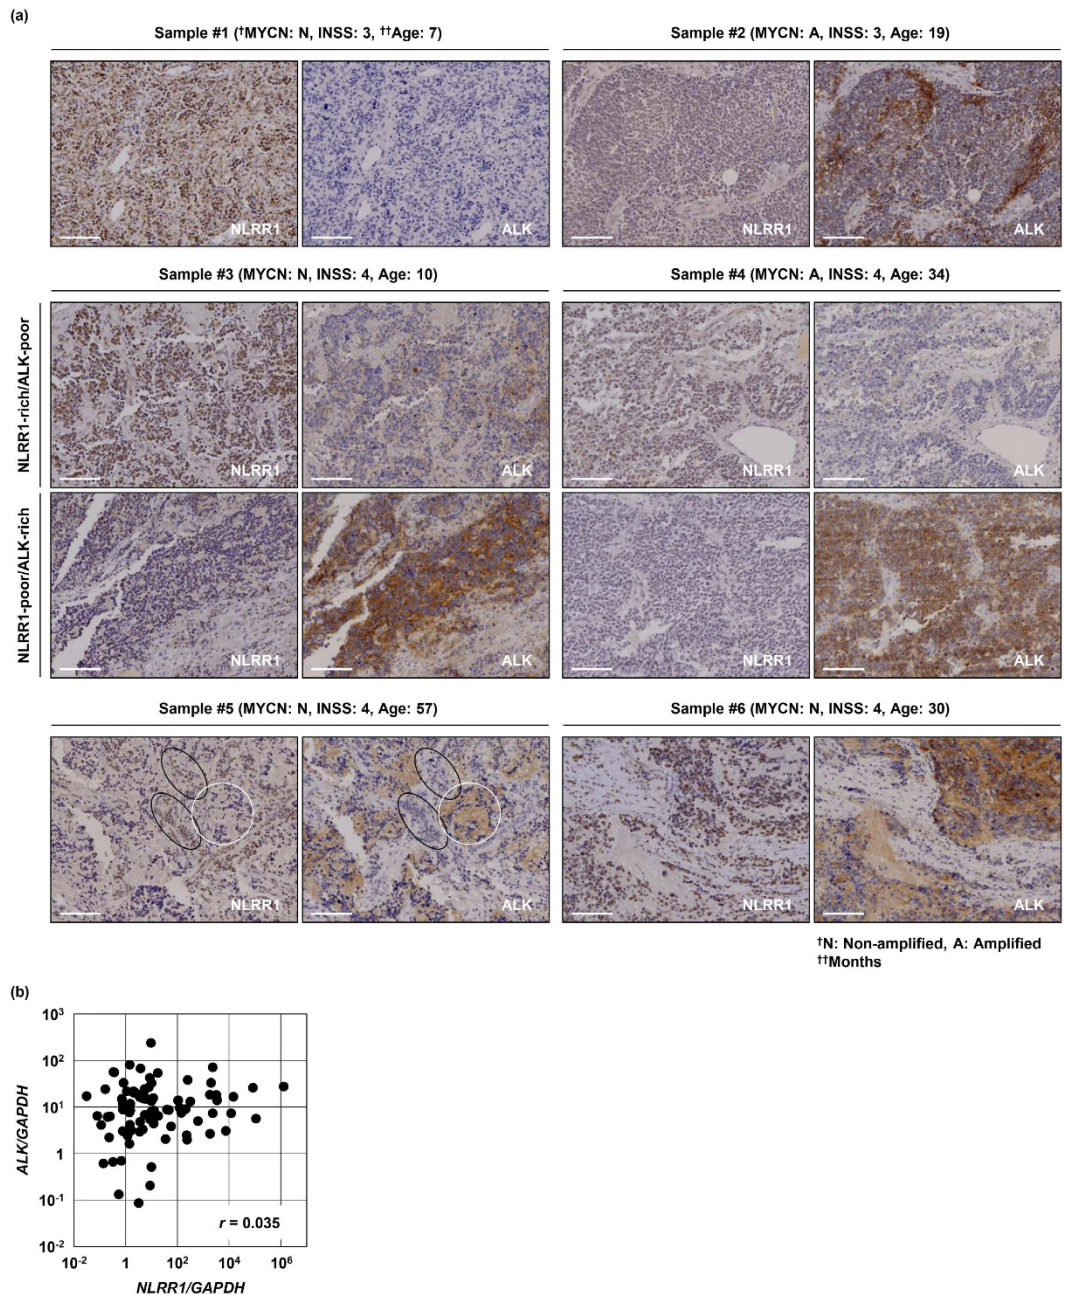 (a)
Sample #1 (†MYCN: N, INSS: 3, ††Age: 7)
Sample #2 (MYCN: A, INSS: 3, Age: 19)
NLRR1
ALK
NLRR1
ALK
Sample #3 (MYCN: N, INSS: 4, Age: 10)
Sample #4 (MYCN: A, INSS: 4, Age: 34)
NLRR1-rich/ALK-poor
NLRR1
ALK
NLRR1
ALK
NLRR1-poor/ALK-rich
NLRR1
ALK
NLRR1
ALK
Sample #5 (MYCN: N, INSS: 4, Age: 57)
Sample #6 (MYCN: N, INSS: 4, Age: 30)
NLRR1
ALK
NLRR1
ALK
†N: Non-amplified, A: Amplified
††Months
(b)
10³
10²
10¹
1
10⁻¹
10⁻²
ALK/GAPDH
r = 0.035
10⁻² 1 10² 10⁴ 10⁶
NLRR1/GAPDH